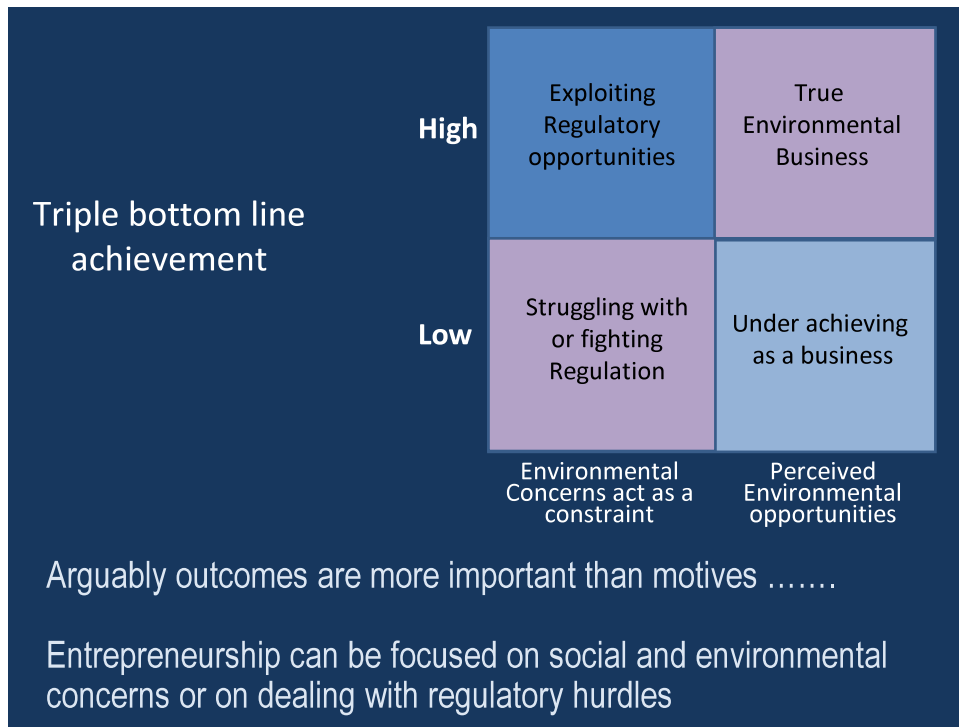 Exploiting
Regulatory
opportunities
True
Environmental
Business
High
Triple bottom line
achievement
Struggling with
or fighting
Regulation
Under achieving
as a business
Low
Environmental
Concerns act as a
constraint
Perceived
Environmental
opportunities
Arguably outcomes are more important than motives …….
Entrepreneurship can be focused on social and environmental
concerns or on dealing with regulatory hurdles